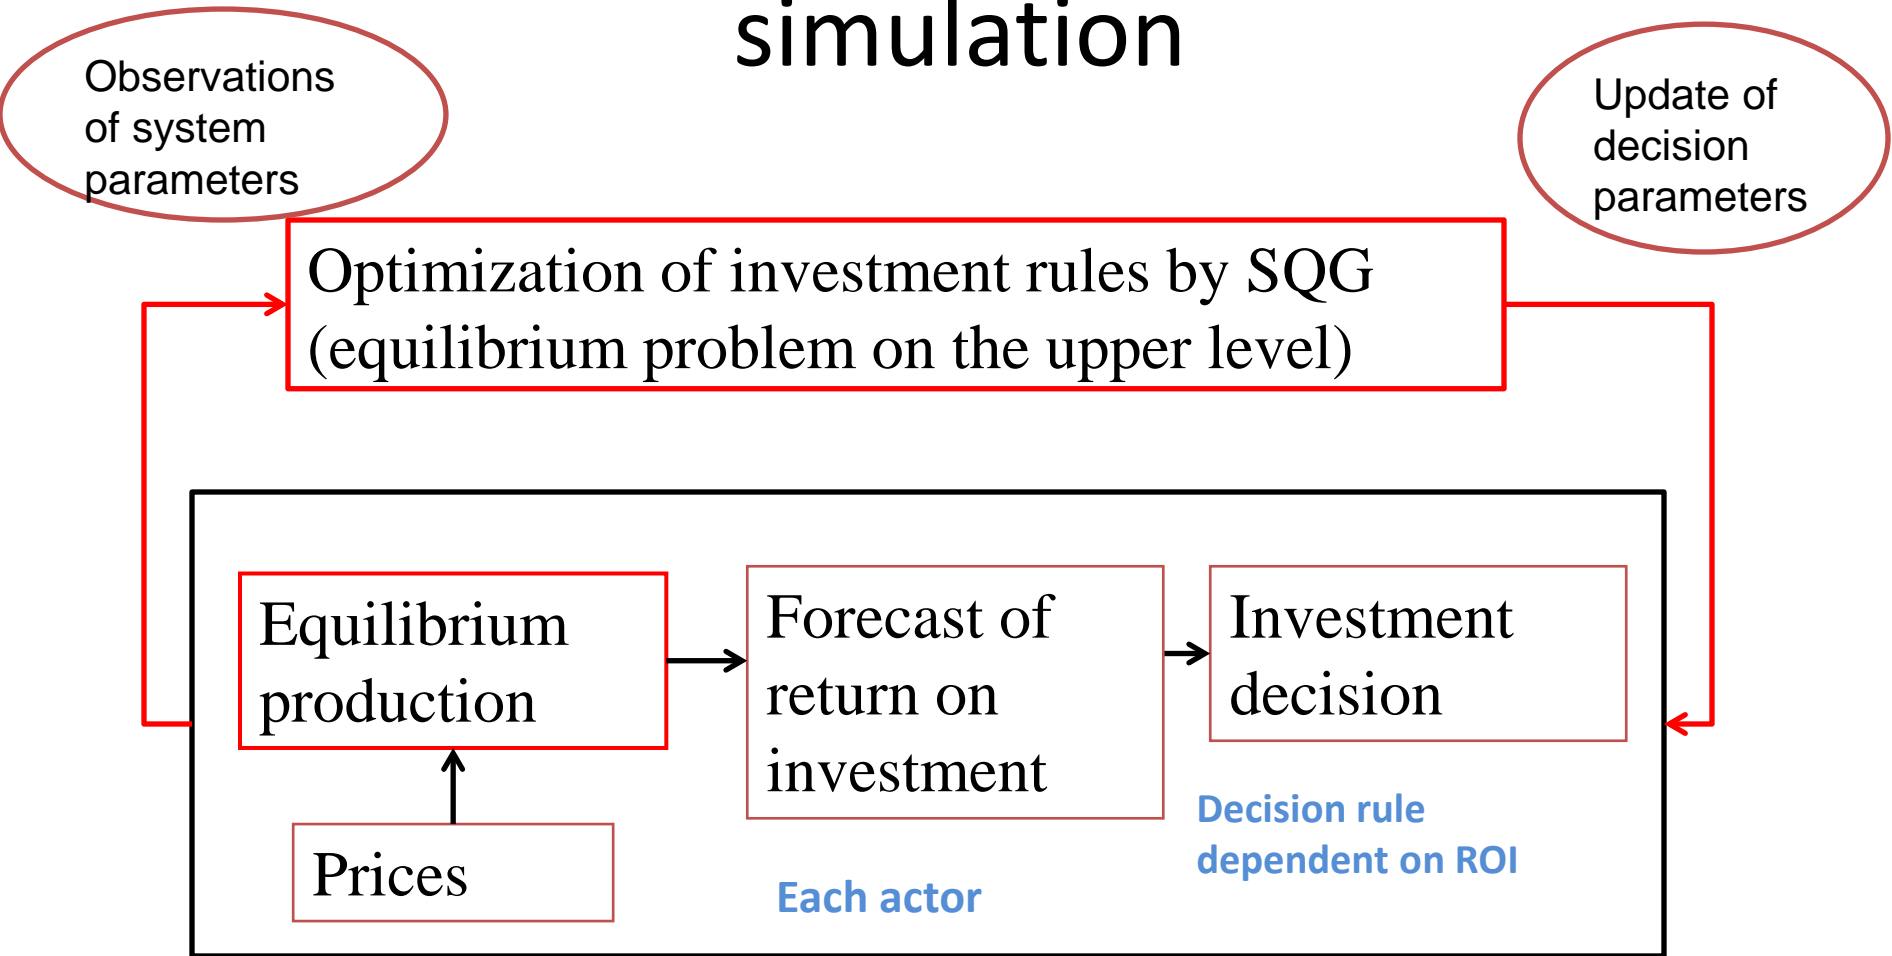 simulation
Observations
of system
parameters
Update of
decision
parameters
Optimization of investment rules by SQG
(equilibrium problem on the upper level)
Equilibrium
production
Forecast of
return on
investment
Investment
decision
Prices
Each actor
Decision rule
dependent on ROI